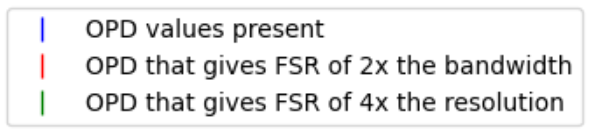 OPD values present
OPD that gives FSR of 2x the bandwidth
OPD that gives FSR of 4x the resolution